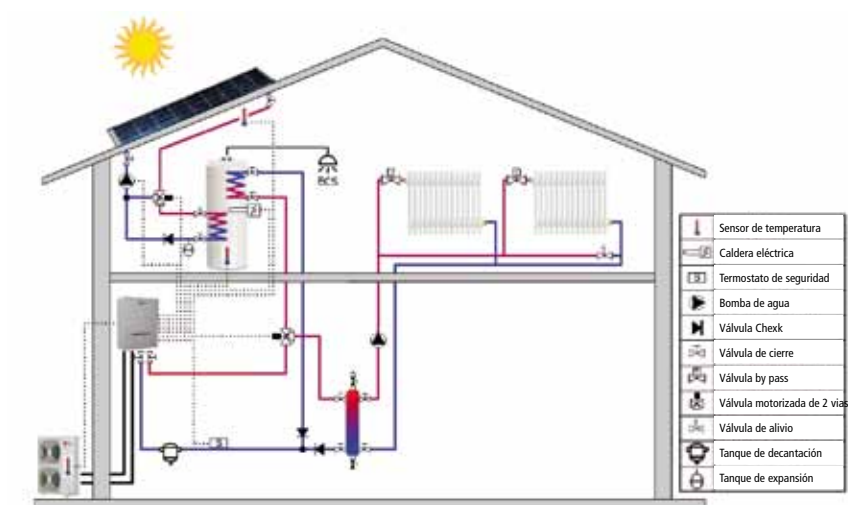 ACS
Sensor de temperatura
Caldera eléctrica
Termostato de seguridad
Bomba de agua
Válvula Chexk
Válvula de cierre
Válvula by pass
Válvula motorizada de 2 vias
Válvula de alivio
Tanque de decantación
Tanque de expansión